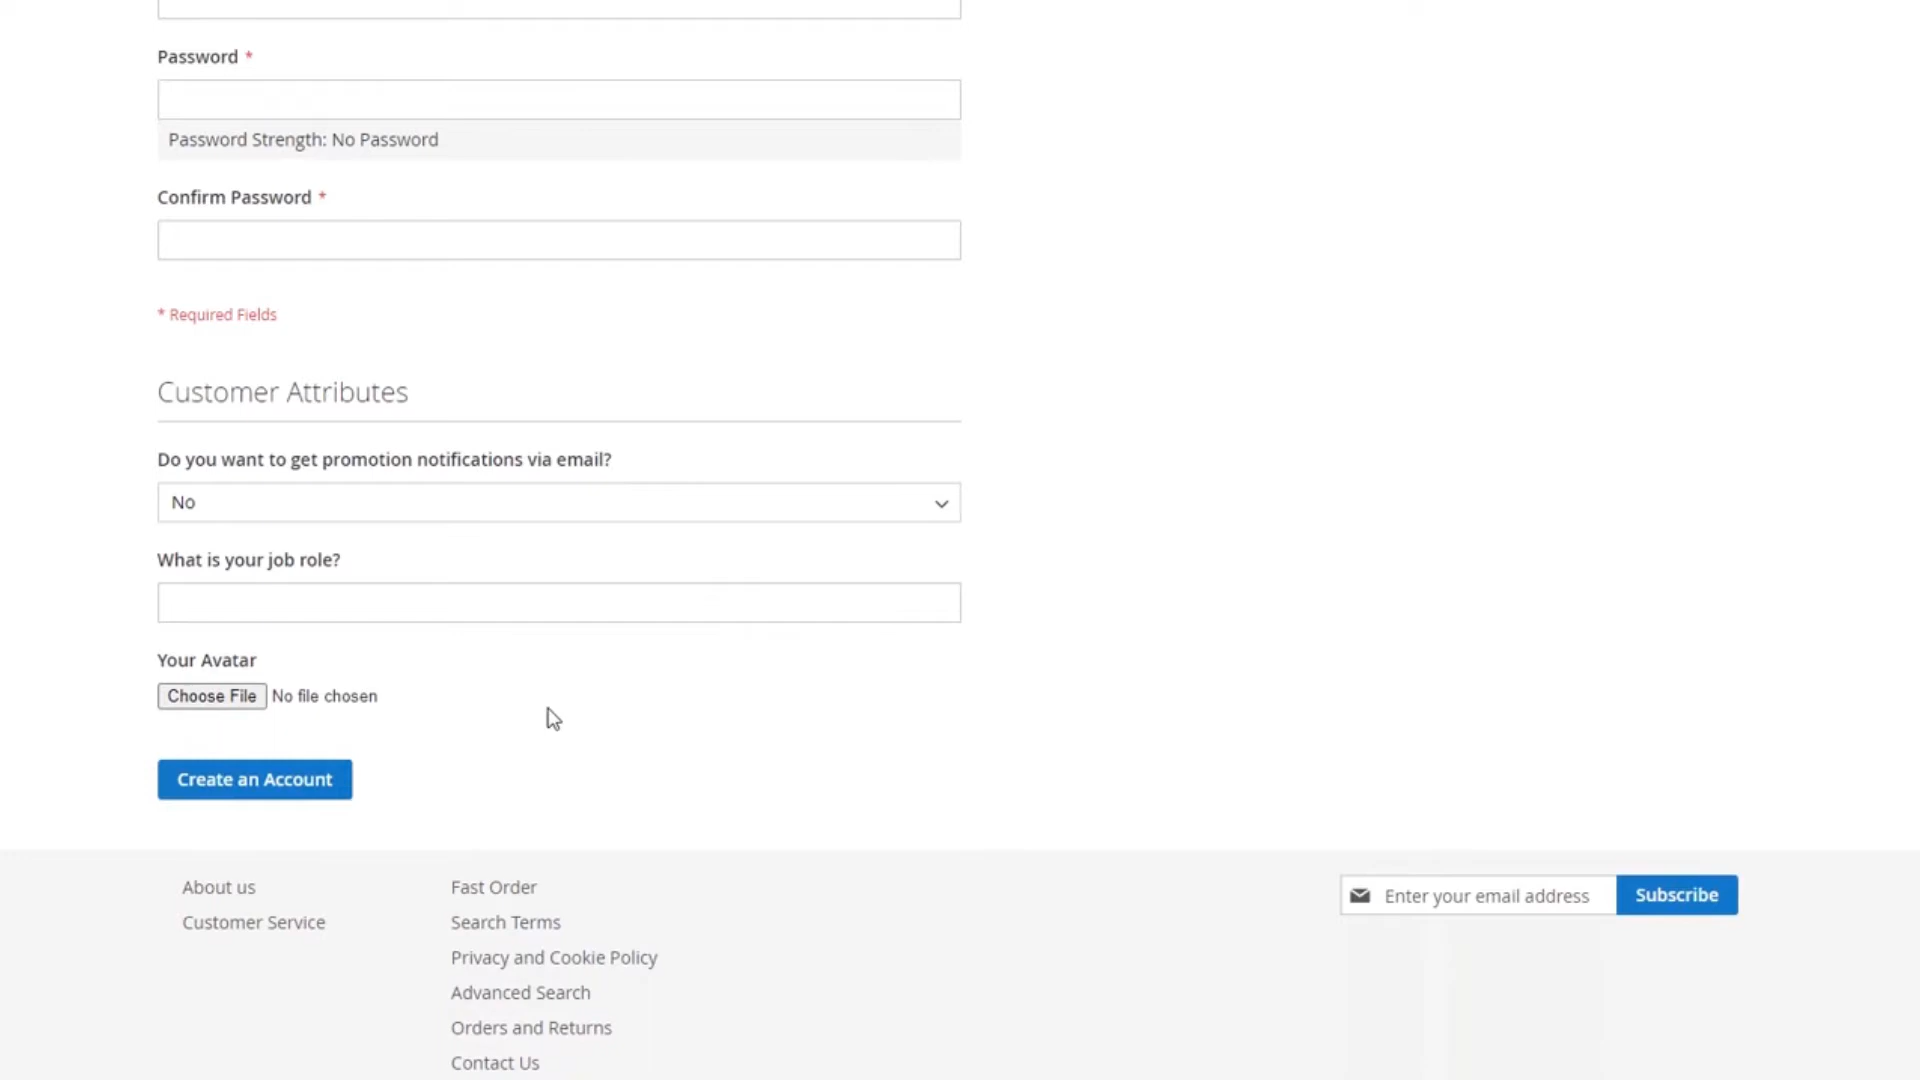 Password *
Password Strength: No Password
Confirm Password *
* Required Fields
Customer Attributes
Do you want to get promotion notifications via email?
No
What is your job role?
Your Avatar
Choose File No file chosen
Create an Account
About us
Customer Service
Fast Order
Search Terms
Privacy and Cookie Policy
Advanced Search
Orders and Returns
Contact Us
Enter your email address
Subscribe